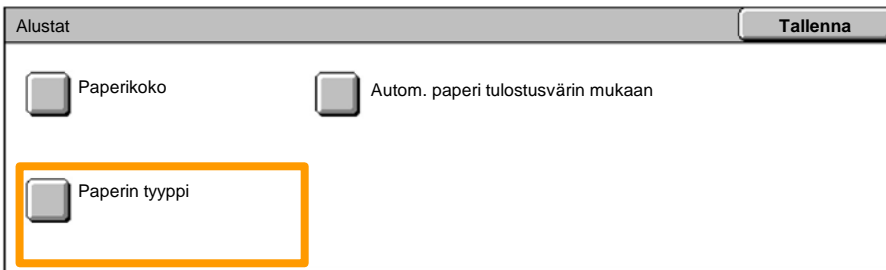 Alustat
Tallenna
Paperikoko
Autom. paperi tulostusvärin mukaan
Paperin tyyppi